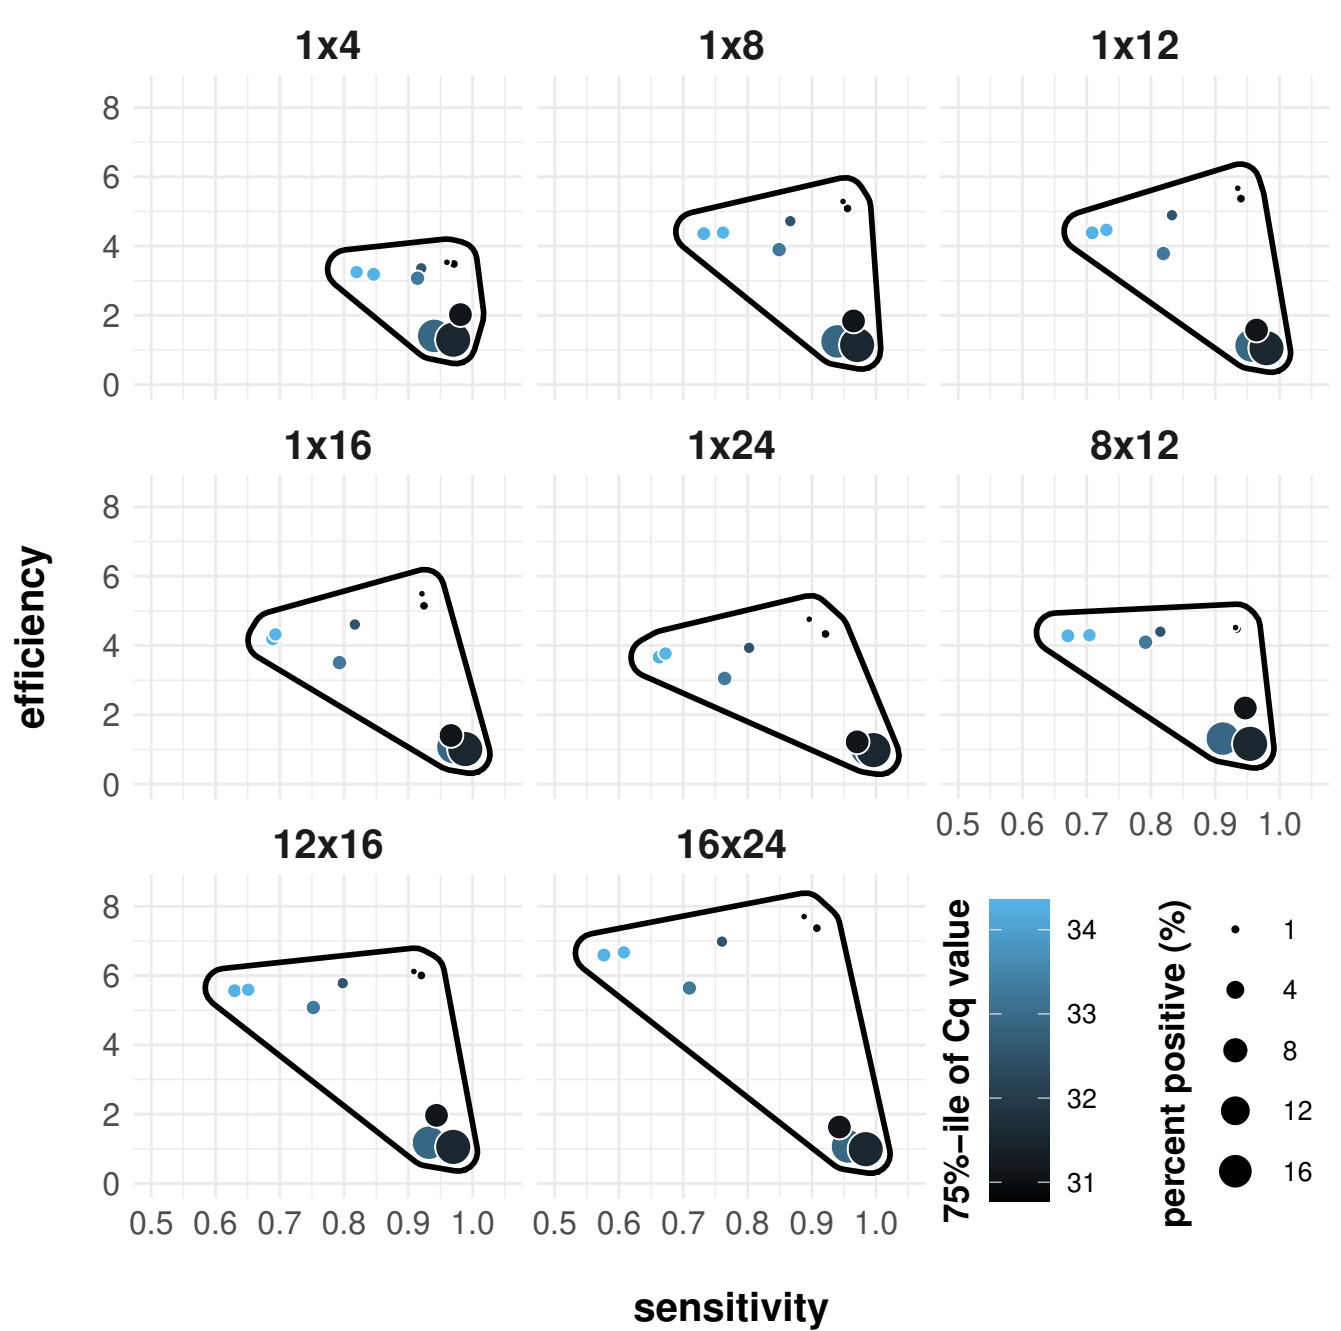 1x4
1x8
1x12
8
6
4
2
0
1x16
1x24
8x12
8
6
4
2
0
0.5 0.6 0.7 0.8 0.9 1.0
12x16
16x24
8
6
4
2
0
0.5 0.6 0.7 0.8 0.9 1.0
0.5 0.6 0.7 0.8 0.9 1.0
efficiency
sensitivity
75%−ile of Cq value
34
33
32
31
percent positive (%)
1
4
8
12
16